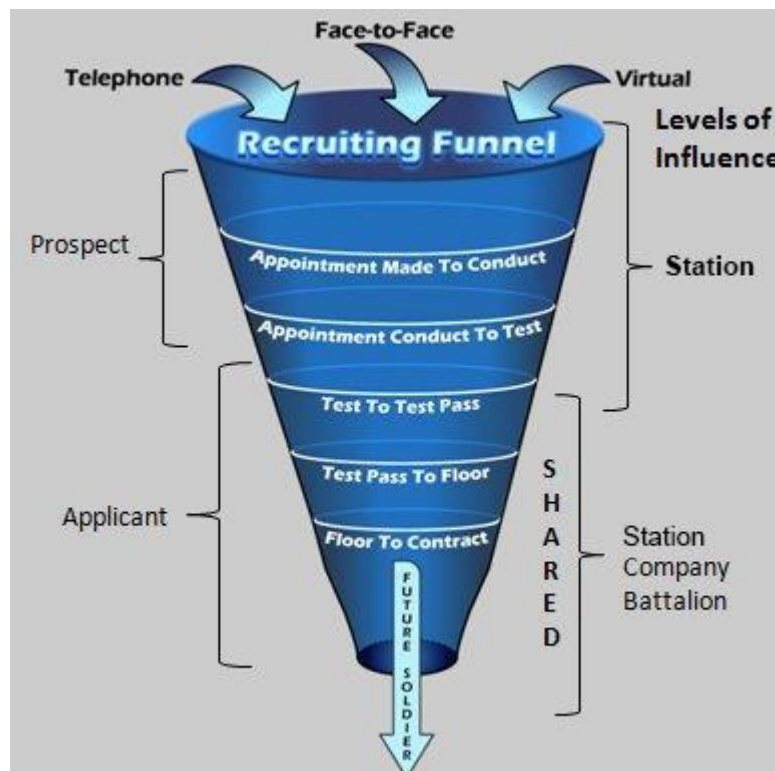 Face-to-Face
Telephone
Virtual
Recruiting Funnel
Levels of
Influence
Prospect
Appointment Made To Conduct
Station
Appointment Conduct To Test
Test To Test Pass
Applicant
Test Pass To Floor
Floor To Contract
SHARED
Station
Company
Battalion
FUTURE SOLDIER